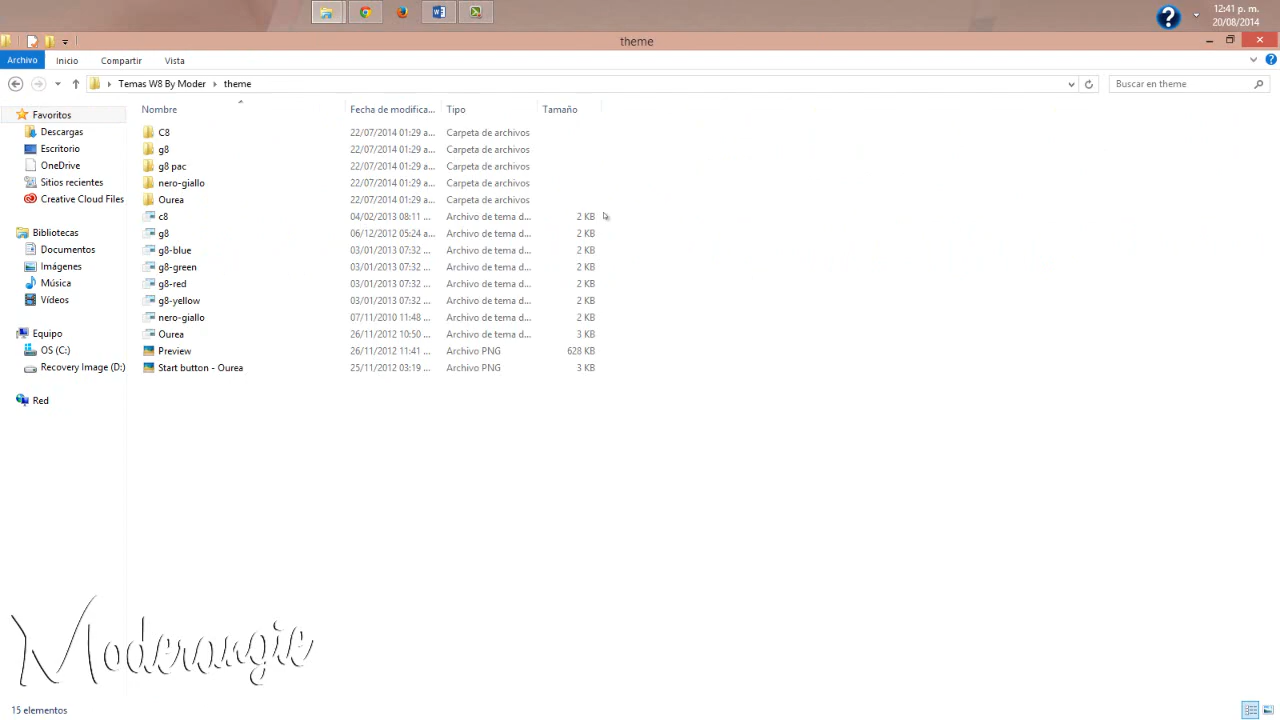 12:41 p. m.
20/08/2014
theme
Archivo Inicio Compartir Vista
Temas W8 By Moder theme
Buscar en theme
Nombre Fecha de modifica... Tipo Tamaño
Favoritos
Descargas
Escritorio
OneDrive
Sitios recientes
Creative Cloud Files
Bibliotecas
Documentos
Imágenes
Música
Vídeos
Equipo
OS (C:)
Recovery Image (D:)
Red
C8 22/07/2014 01:29 a... Carpeta de archivos
g8 22/07/2014 01:29 a... Carpeta de archivos
g8 pac 22/07/2014 01:29 a... Carpeta de archivos
nero-giallo 22/07/2014 01:29 a... Carpeta de archivos
Ourea 22/07/2014 01:29 a... Carpeta de archivos
c8 04/02/2013 08:11 ... Archivo de tema d... 2 KB
g8 06/12/2012 05:24 a... Archivo de tema d... 2 KB
g8-blue 03/01/2013 07:32 ... Archivo de tema d... 2 KB
g8-green 03/01/2013 07:32 ... Archivo de tema d... 2 KB
g8-red 03/01/2013 07:32 ... Archivo de tema d... 2 KB
g8-yellow 03/01/2013 07:32 ... Archivo de tema d... 2 KB
nero-giallo 07/11/2010 11:48 ... Archivo de tema d... 2 KB
Ourea 26/11/2012 10:50 ... Archivo de tema d... 3 KB
Preview 26/11/2012 11:41 ... Archivo PNG 628 KB
Start button - Ourea 25/11/2012 03:19 ... Archivo PNG 3 KB
Moderangie
15 elementos